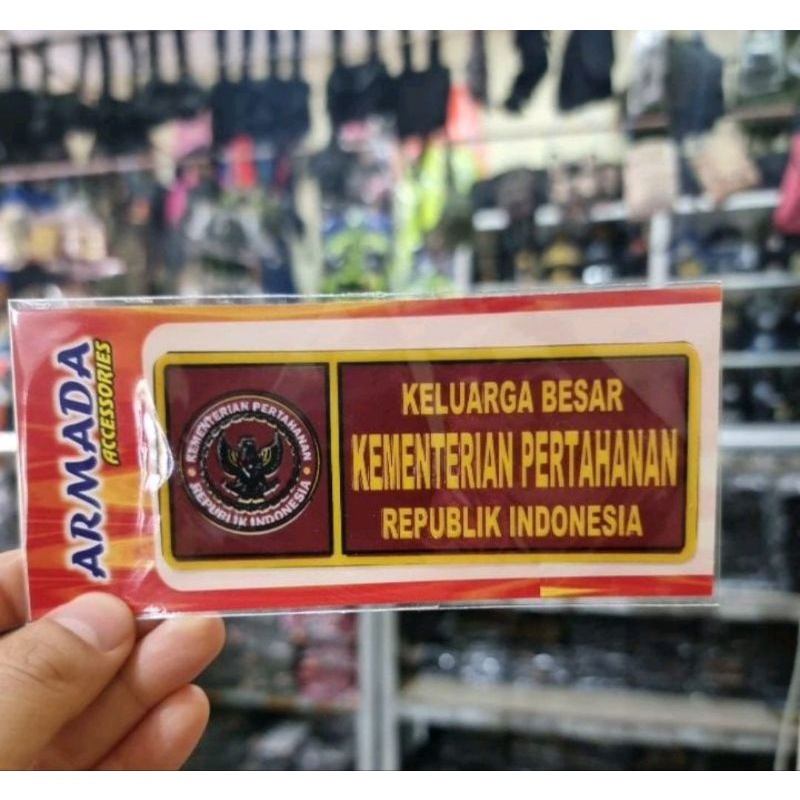 ARMADA
ACCESSORIES
KEMENTERIAN PERTAHANAN
REPUBLIK INDONESIA
KELUARGA BESAR
KEMENTERIAN PERTAHANAN
REPUBLIK INDONESIA